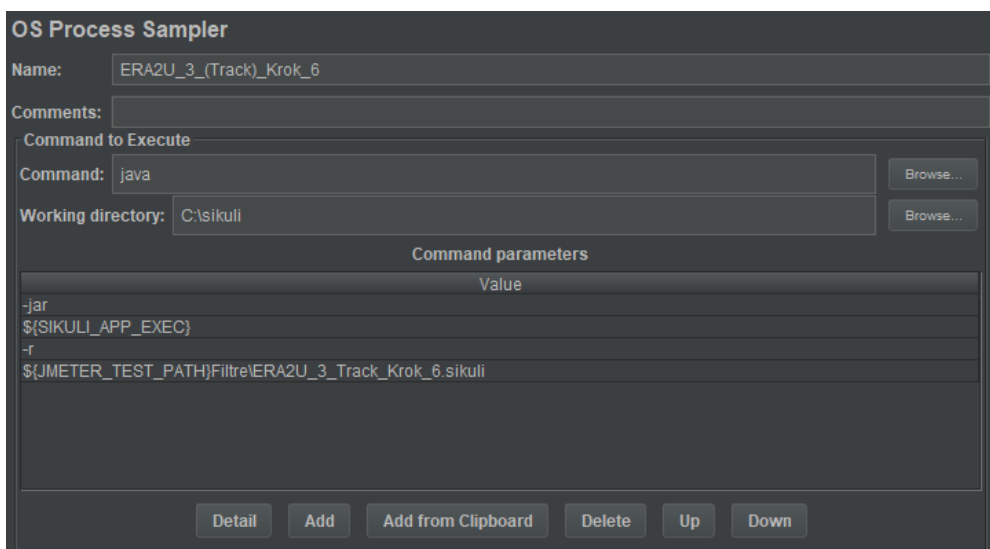 OS Process Sampler
Name: ERA2U_3_(Track)_Krok_6
Comments:
Command to Execute
Command: java Browse...
Working directory: C:\sikuli Browse...
Command parameters
Value
-jar
${SIKULI_APP_EXEC}
-r
${JMETER_TEST_PATH}Filtre\ERA2U_3_Track_Krok_6.sikuli
Detail Add Add from Clipboard Delete Up Down